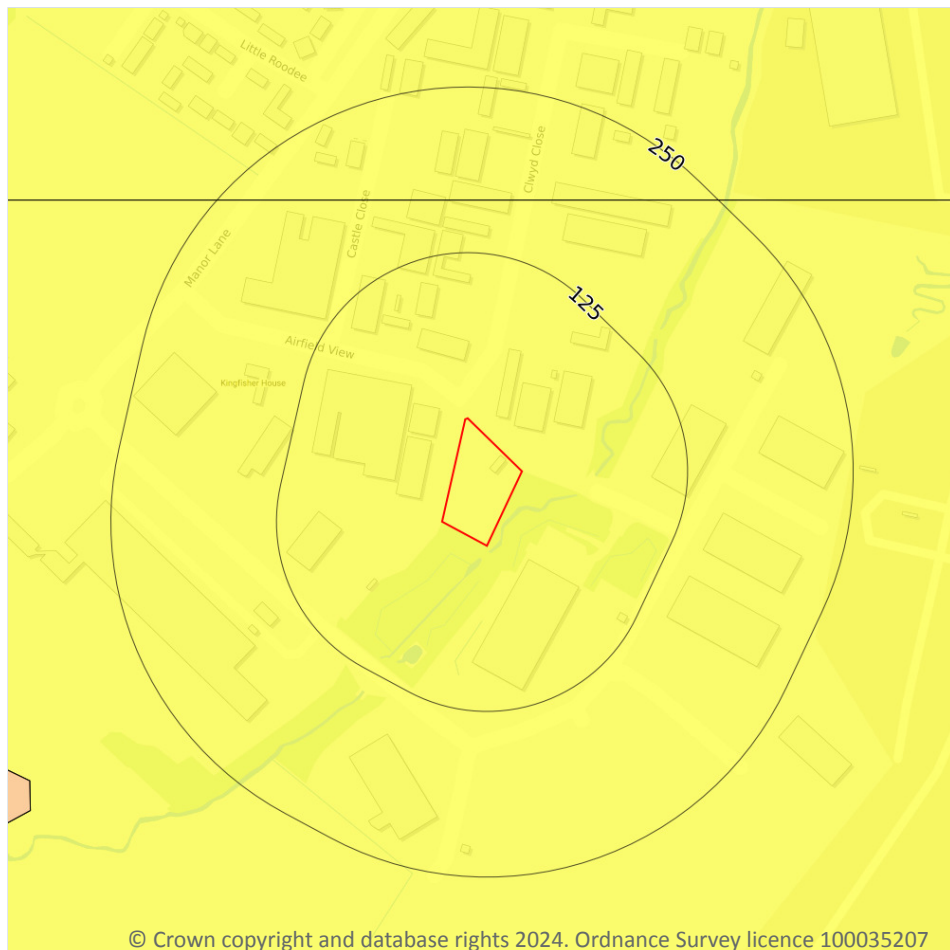 Little Roodee
250
Clwyd Close
Castle Close
Manor Lane
125
Airfield View
Kingfisher House
© Crown copyright and database rights 2024. Ordnance Survey licence 100035207